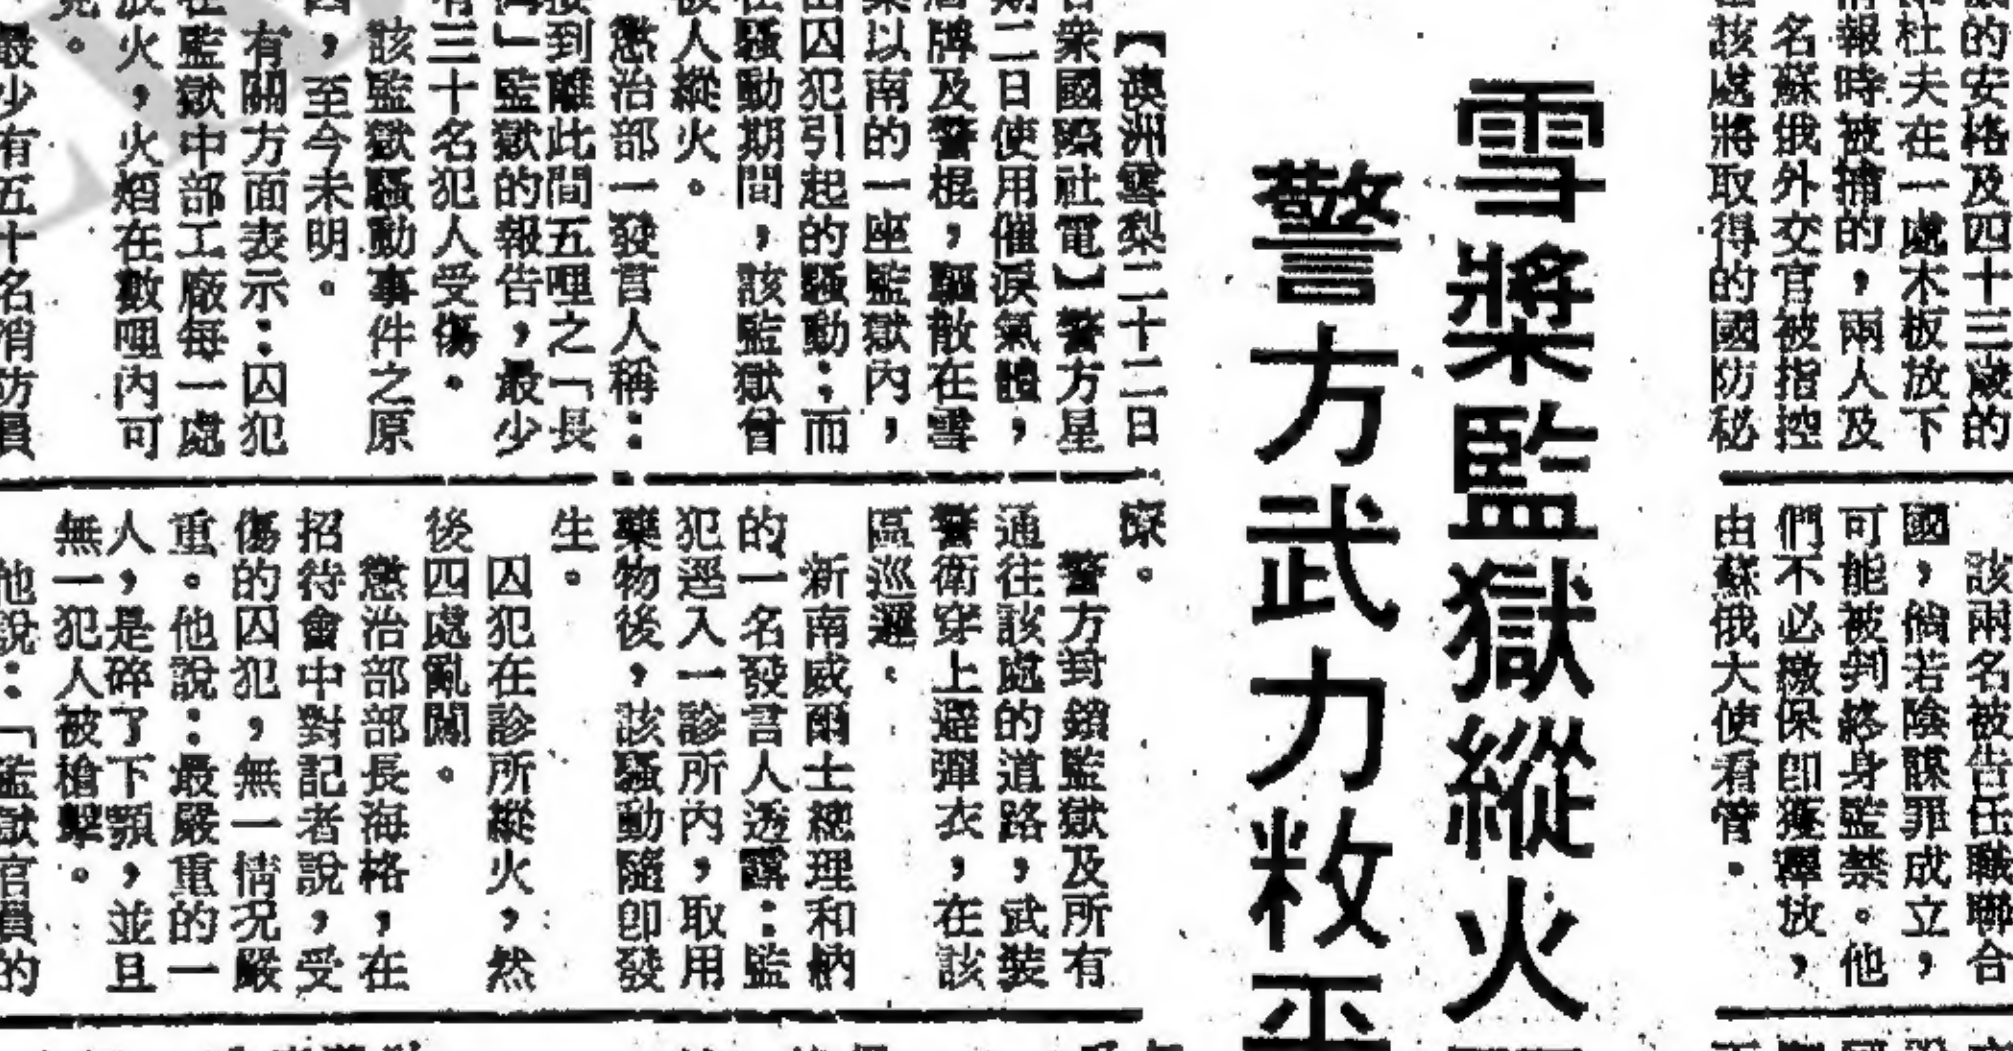 的安格及四十三歲的
杜夫在一處木板放下
情報時被捕的，兩人及
名蘇俄外交官被指控
該處將取得的國防秘
該兩名被告任職聯合
國，倘若陰謀罪成立，
可能被判終身監禁。他
們不必繳保即獲釋放，
由蘇俄大使看管。
雪槳監獄縱火
警方武力敉平
【澳洲雪梨二十二日
合衆國際社電】警方星
期二日使用催淚氣體，
盾牌及警棍，驅散在雪
梨以南的一座監獄內，
由囚犯引起的騷動；而
在騷動期間，該監獄曾
被人縱火。
懲治部一發言人稱：
接到離此間五哩之「長
灣」監獄的報告，最少
有三十名犯人受傷。
該監獄騷動事件之原
因，至今未明。
有關方面表示：囚犯
在監獄中部工廠每一處
放火，火焰在數哩內可
見。
最少有五十名消防員
警方封鎖監獄及所有
通往該處的道路，武裝
警衛穿上避彈衣，在該
區巡邏。
新南威爾士總理和納
的一名發言人透露：監
犯逕入一診所內，取用
藥物後，該騷動隨卽發
生。
囚犯在診所縱火，然
後四處亂闖。
懲治部部長海格，在
招待會中對記者說，受
傷的囚犯，無一情況嚴
重。他說：最嚴重的一
人，是碎了下顎，並且
無一犯人被槍擊。
他說：「監獄官員的